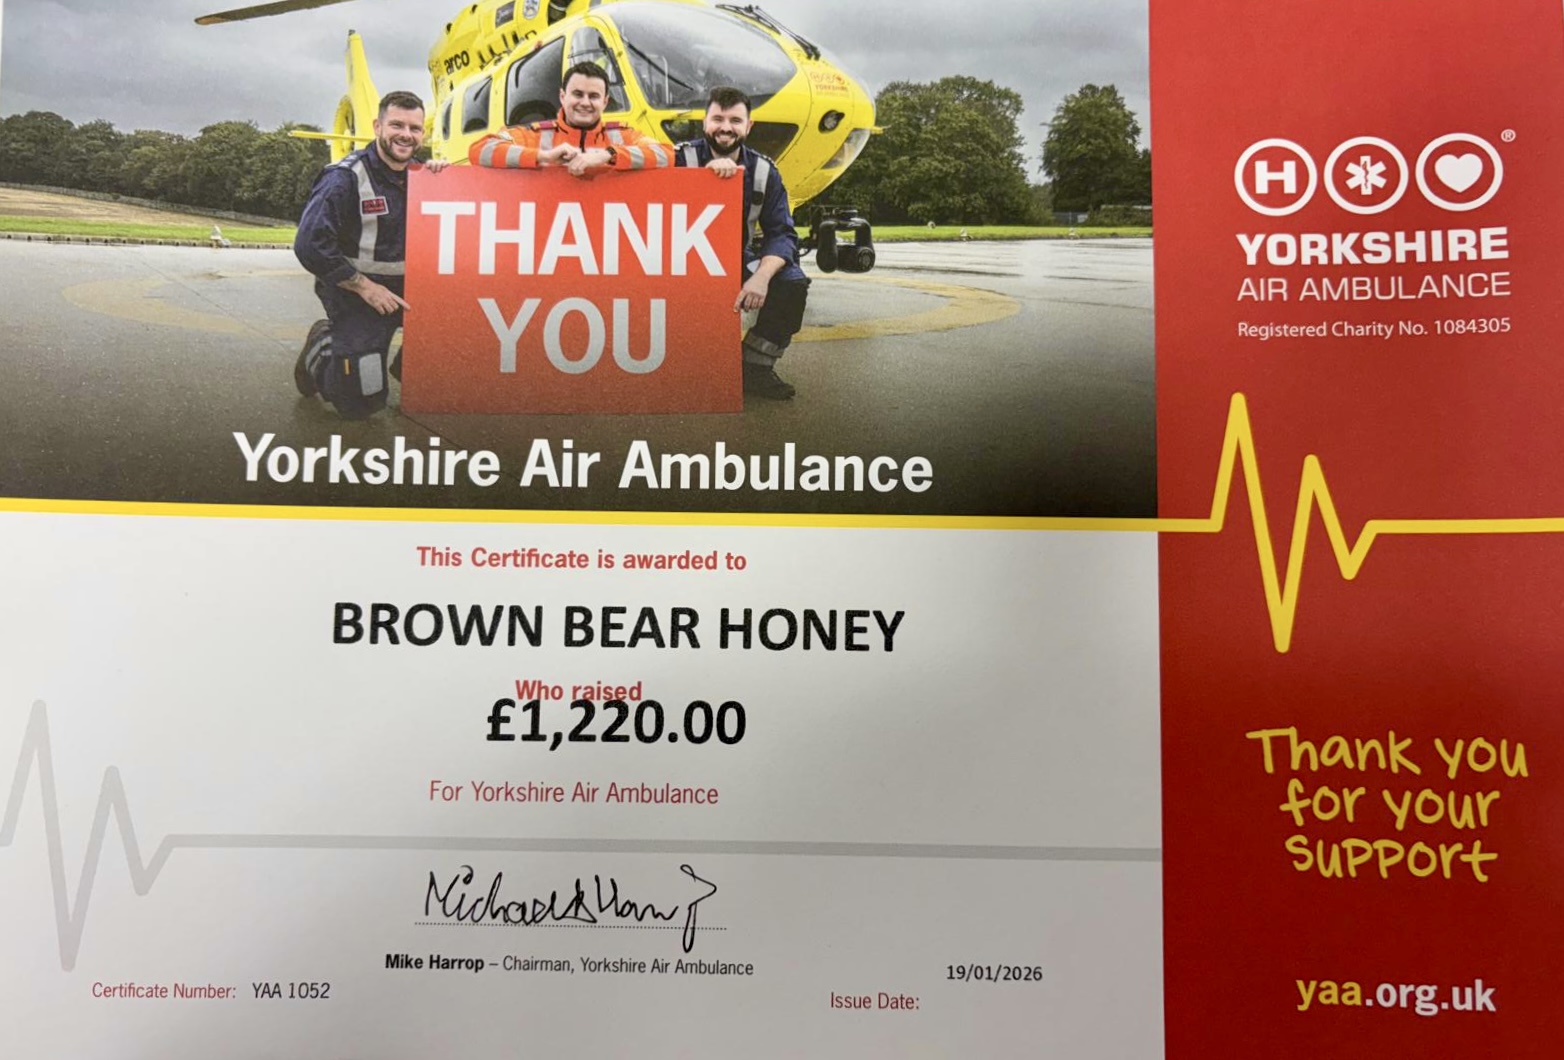 arco
YORKSHIRE
THANK
YOU
Yorkshire Air Ambulance
This Certificate is awarded to
BROWN BEAR HONEY
Who raised
£1,220.00
For Yorkshire Air Ambulance
Mike Harrop – Chairman, Yorkshire Air Ambulance
Certificate Number: YAA 1052
Issue Date: 19/01/2026
H
®
YORKSHIRE
AIR AMBULANCE
Registered Charity No. 1084305
Thank you
for your
support
yaa.org.uk